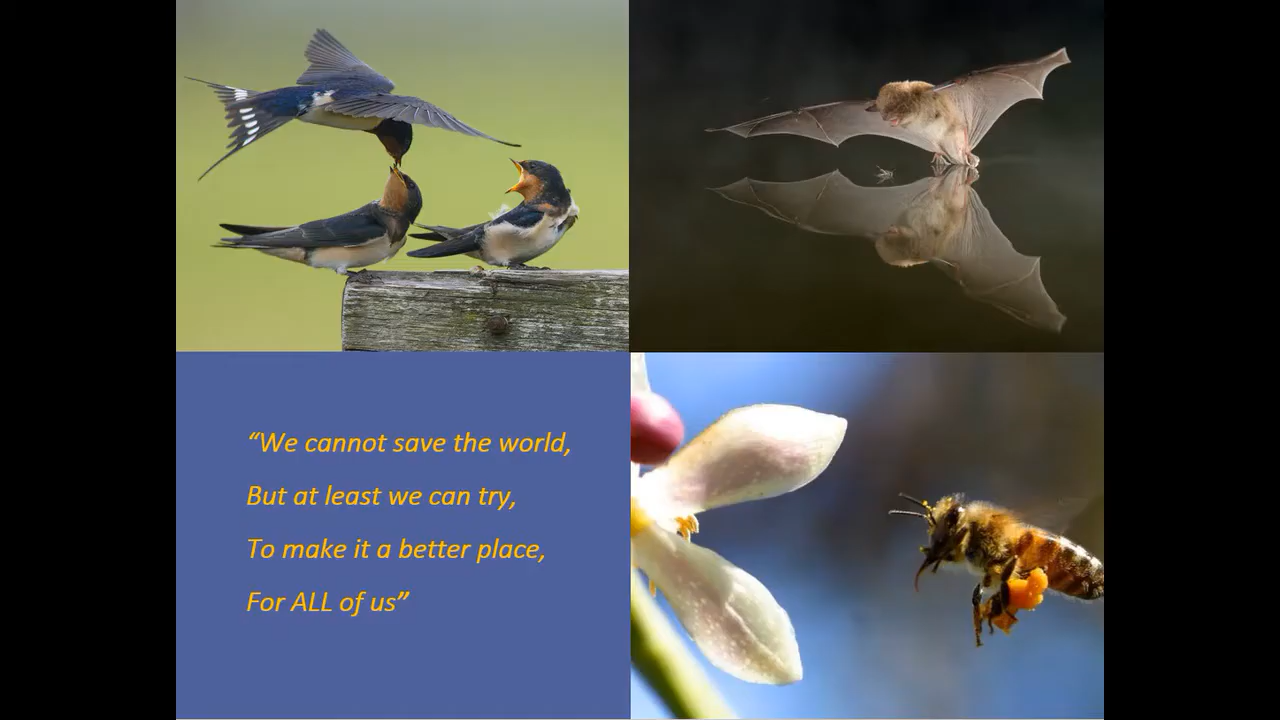 “We cannot save the world,
But at least we can try,
To make it a better place,
For ALL of us”